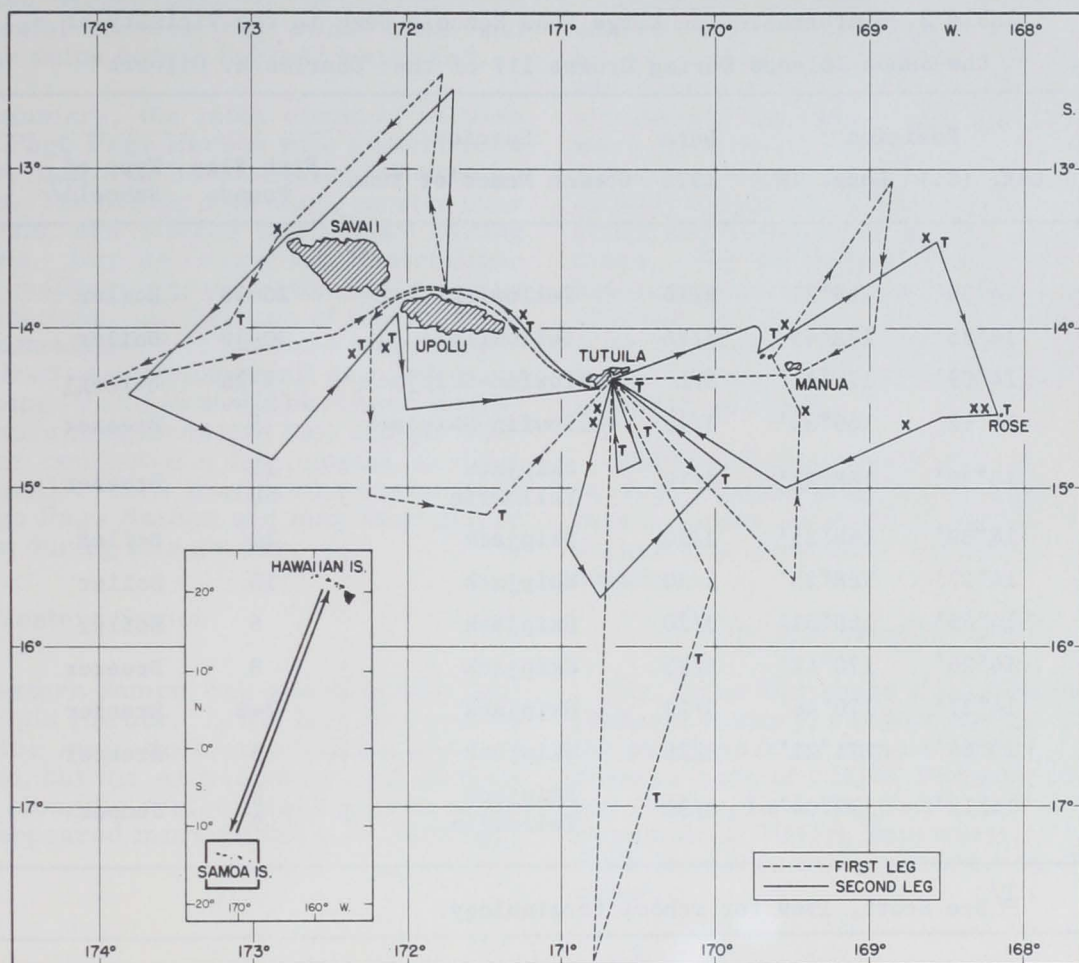 174° 173° 172° 171° 170° 169° W. 168°
S.
13° 13°
SAVAII
X X T
X T
14° T X T T X 14°
X T X T
UPOLU TUTUILA MANUA
T
X X X X X X T
ROSE
T T T
15° T 15°
HAWAIIAN IS.
20°
16° T 16°
10°
N.
0°
S.
17° T 17°
10°
SAMOA IS.
FIRST LEG
SECOND LEG
20° 170° 160° W.
174° 173° 172° 171° 170° 169° 168°